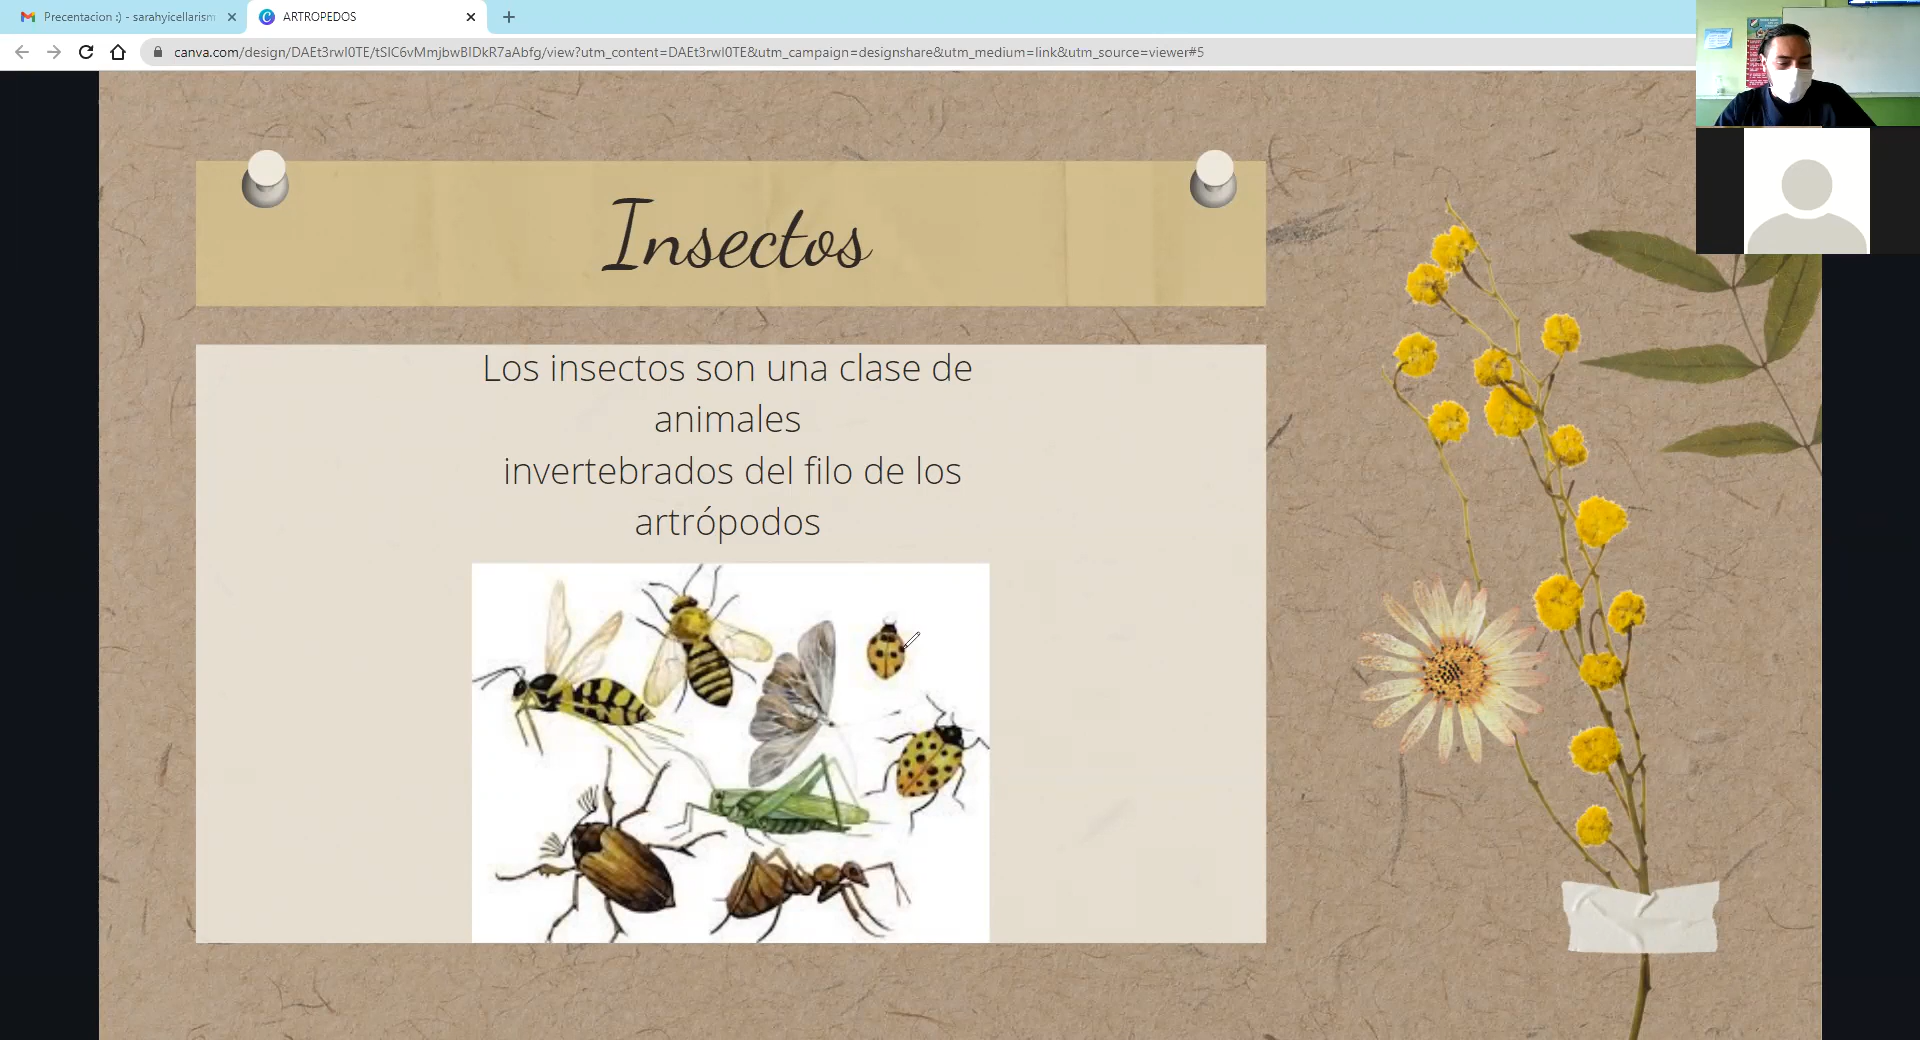 Precentacion :) - sarahyicellarism
ARTROPEDOS
canva.com/design/DAEt3rwI0TE/tSIC6vMmjbwBIDkR7aAbfg/view?utm_content=DAEt3rwI0TE&utm_campaign=designshare&utm_medium=link&utm_source=viewer#5
Insectos
Los insectos son una clase de
animales
invertebrados del filo de los
artrópodos